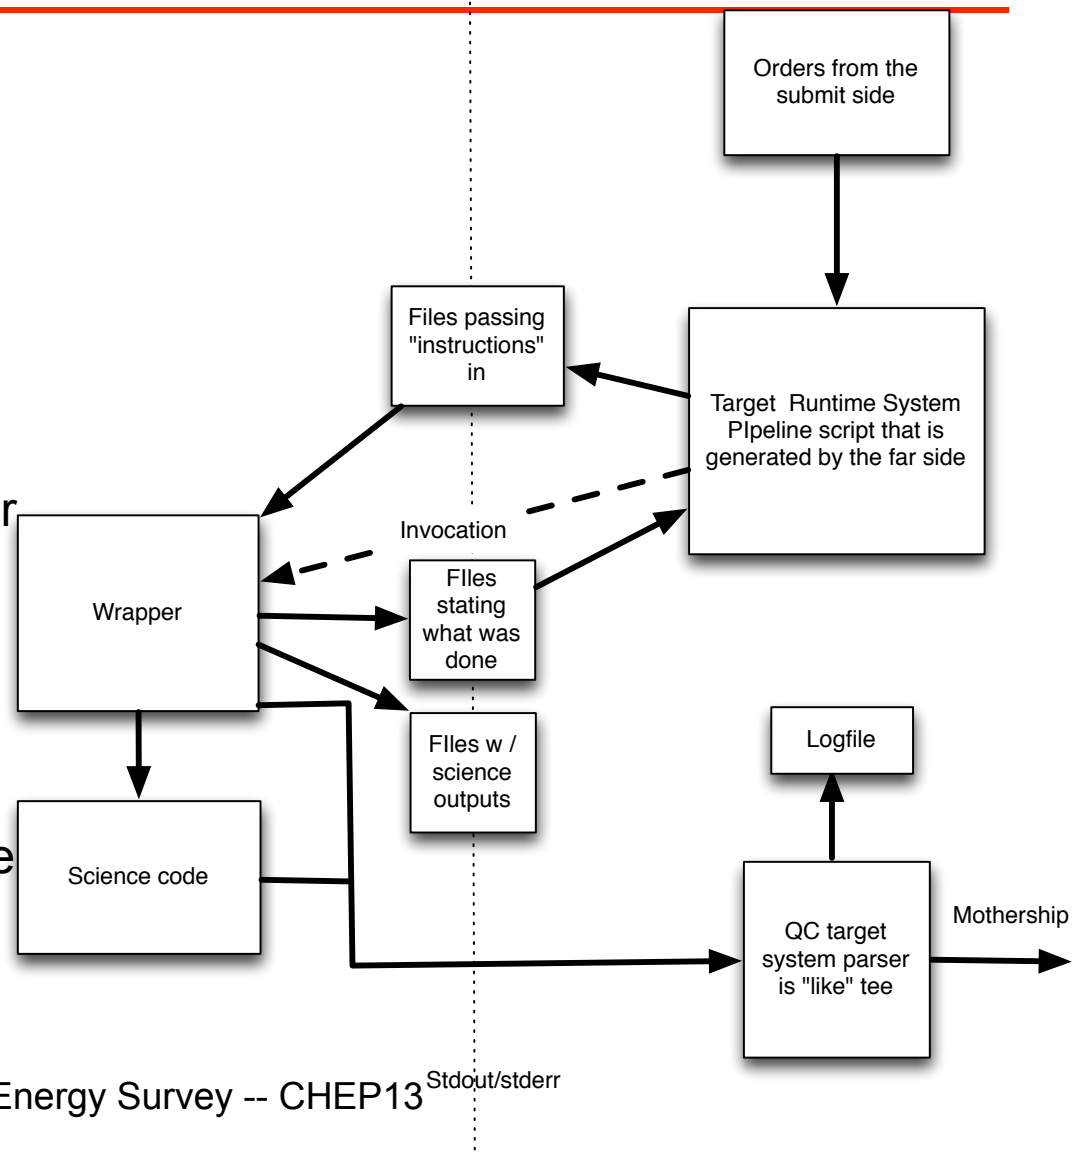 Orders from the
submit side
Files passing
"instructions"
in
Target Runtime System
PIpeline script that is
generated by the far side
r
Invocation
Wrapper
FIles
stating
what was
done
FIles w /
science
outputs
Logfile
e
Science code
QC target
system parser
is "like" tee
Mothership
Energy Survey -- CHEP13
Stdout/stderr